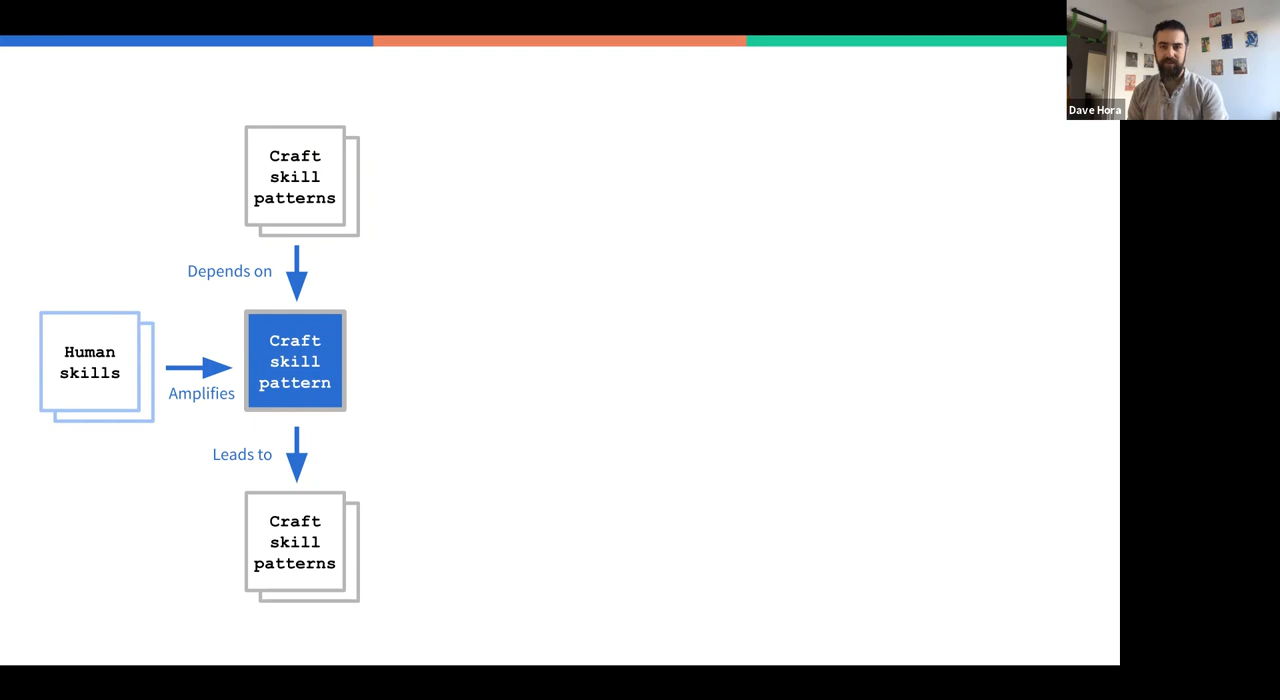 Dave Hora
Craft
skill
patterns
Depends on
Human
skills
Amplifies
Craft
skill
pattern
Leads to
Craft
skill
patterns